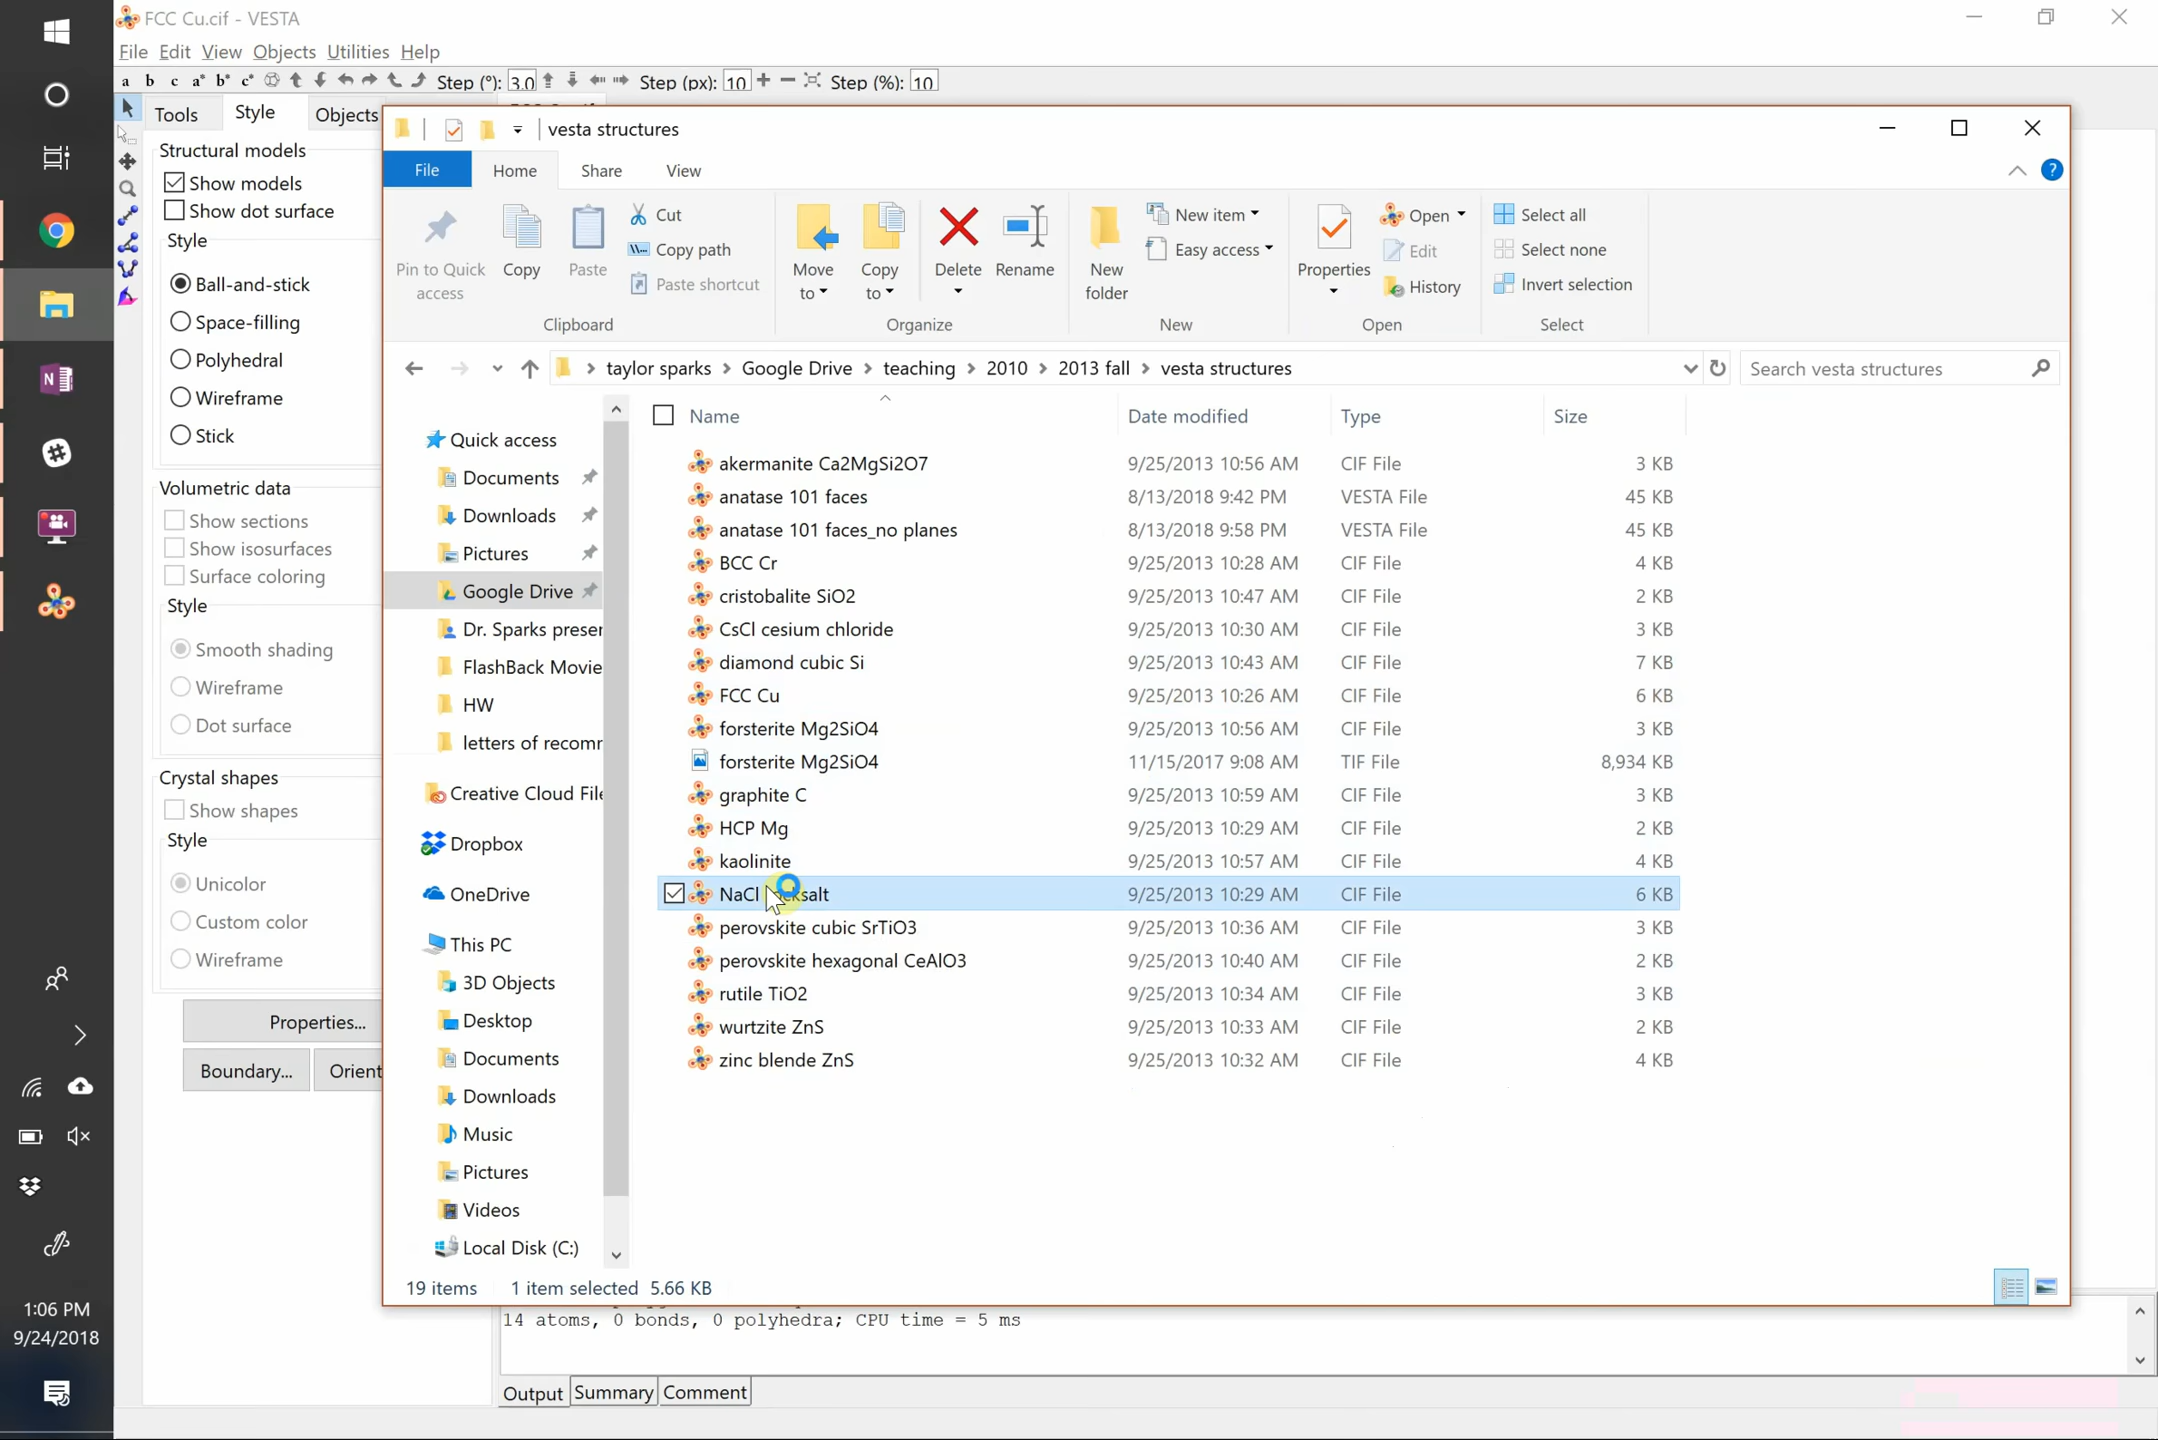 FCC Cu.cif - VESTA
File Edit View Objects Utilities Help
a b c a* b* c* Step (°): 3.0 Step (px): 10 Step (%): 10
Tools Style Objects
Structural models
Show models
Show dot surface
Style
Ball-and-stick
Space-filling
Polyhedral
Wireframe
Stick
Volumetric data
Show sections
Show isosurfaces
Surface coloring
Style
Smooth shading
Wireframe
Dot surface
Crystal shapes
Show shapes
Style
Unicolor
Custom color
Wireframe
Properties...
Boundary... Orient
vesta structures
File Home Share View
Pin to Quick access
Copy
Paste
Cut
Copy path
Paste shortcut
Clipboard
Move to
Copy to
Delete
Rename
Organize
New folder
New item
Easy access
New
Properties
Open
Edit
History
Open
Select all
Select none
Invert selection
Select
taylor sparks Google Drive teaching 2010 2013 fall vesta structures
Search vesta structures
Quick access
Documents
Downloads
Pictures
Google Drive
Dr. Sparks preser
FlashBack Movie
HW
letters of recomr
Creative Cloud File
Dropbox
OneDrive
This PC
3D Objects
Desktop
Documents
Downloads
Music
Pictures
Videos
Local Disk (C:)
Name Date modified Type Size
akermanite Ca2MgSi2O7 9/25/2013 10:56 AM CIF File 3 KB
anatase 101 faces 8/13/2018 9:42 PM VESTA File 45 KB
anatase 101 faces_no planes 8/13/2018 9:58 PM VESTA File 45 KB
BCC Cr 9/25/2013 10:28 AM CIF File 4 KB
cristobalite SiO2 9/25/2013 10:47 AM CIF File 2 KB
CsCl cesium chloride 9/25/2013 10:30 AM CIF File 3 KB
diamond cubic Si 9/25/2013 10:43 AM CIF File 7 KB
FCC Cu 9/25/2013 10:26 AM CIF File 6 KB
forsterite Mg2SiO4 9/25/2013 10:56 AM CIF File 3 KB
forsterite Mg2SiO4 11/15/2017 9:08 AM TIF File 8,934 KB
graphite C 9/25/2013 10:59 AM CIF File 3 KB
HCP Mg 9/25/2013 10:29 AM CIF File 2 KB
kaolinite 9/25/2013 10:57 AM CIF File 4 KB
NaCl 9/25/2013 10:29 AM CIF File 6 KB
perovskite cubic SrTiO3 9/25/2013 10:36 AM CIF File 3 KB
perovskite hexagonal CeAlO3 9/25/2013 10:40 AM CIF File 2 KB
rutile TiO2 9/25/2013 10:34 AM CIF File 3 KB
wurtzite ZnS 9/25/2013 10:33 AM CIF File 2 KB
zinc blende ZnS 9/25/2013 10:32 AM CIF File 4 KB
19 items 1 item selected 5.66 KB
14 atoms, 0 bonds, 0 polyhedra; CPU time = 5 ms
Output Summary Comment
1:06 PM
9/24/2018